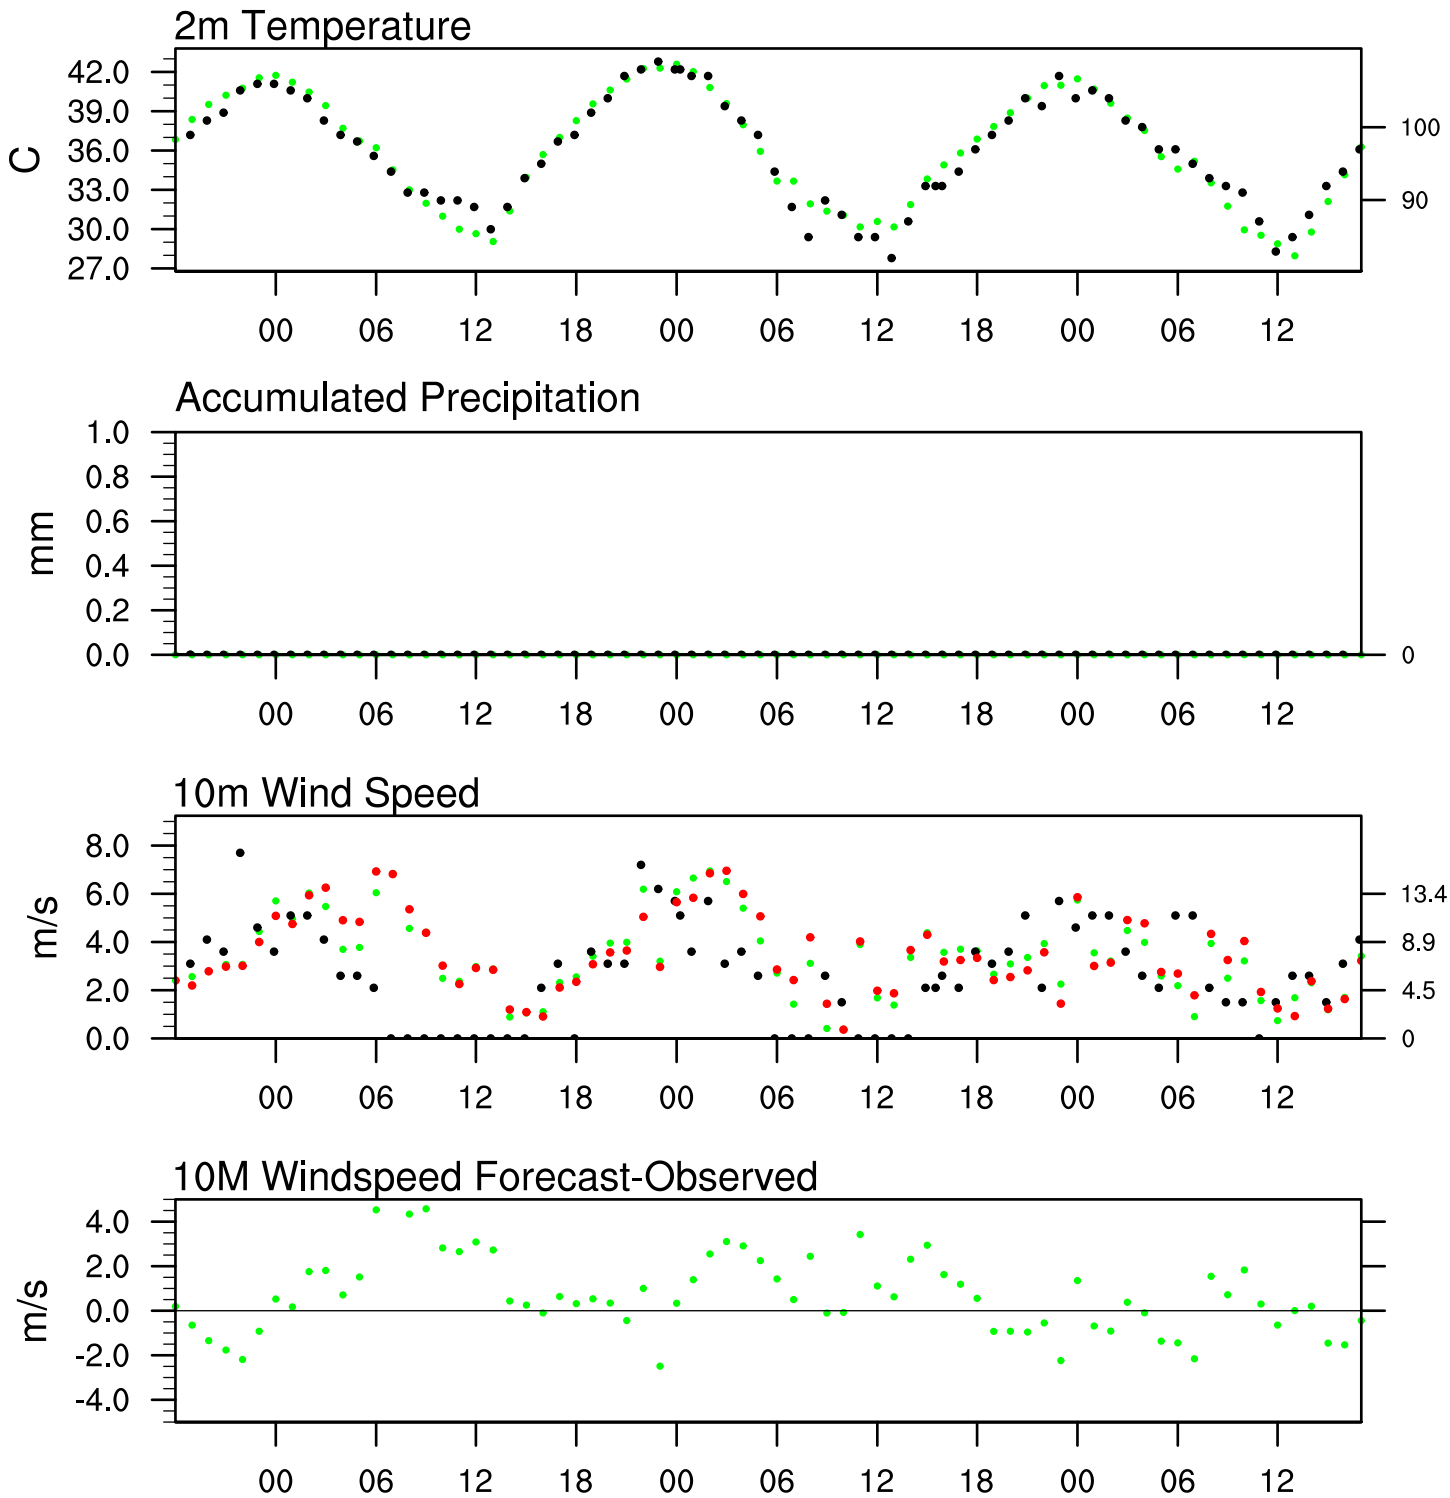 2m Temperature
42.0
39.0
36.0
33.0
30.0
27.0
C
100
90
00 06 12 18 00 06 12 18 00 06 12
Accumulated Precipitation
1.0
0.8
0.6
0.4
0.2
0.0
mm
0
00 06 12 18 00 06 12 18 00 06 12
10m Wind Speed
8.0
6.0
4.0
2.0
0.0
m/s
13.4
8.9
4.5
0
00 06 12 18 00 06 12 18 00 06 12
10M Windspeed Forecast-Observed
4.0
2.0
0.0
-2.0
-4.0
m/s
00 06 12 18 00 06 12 18 00 06 12